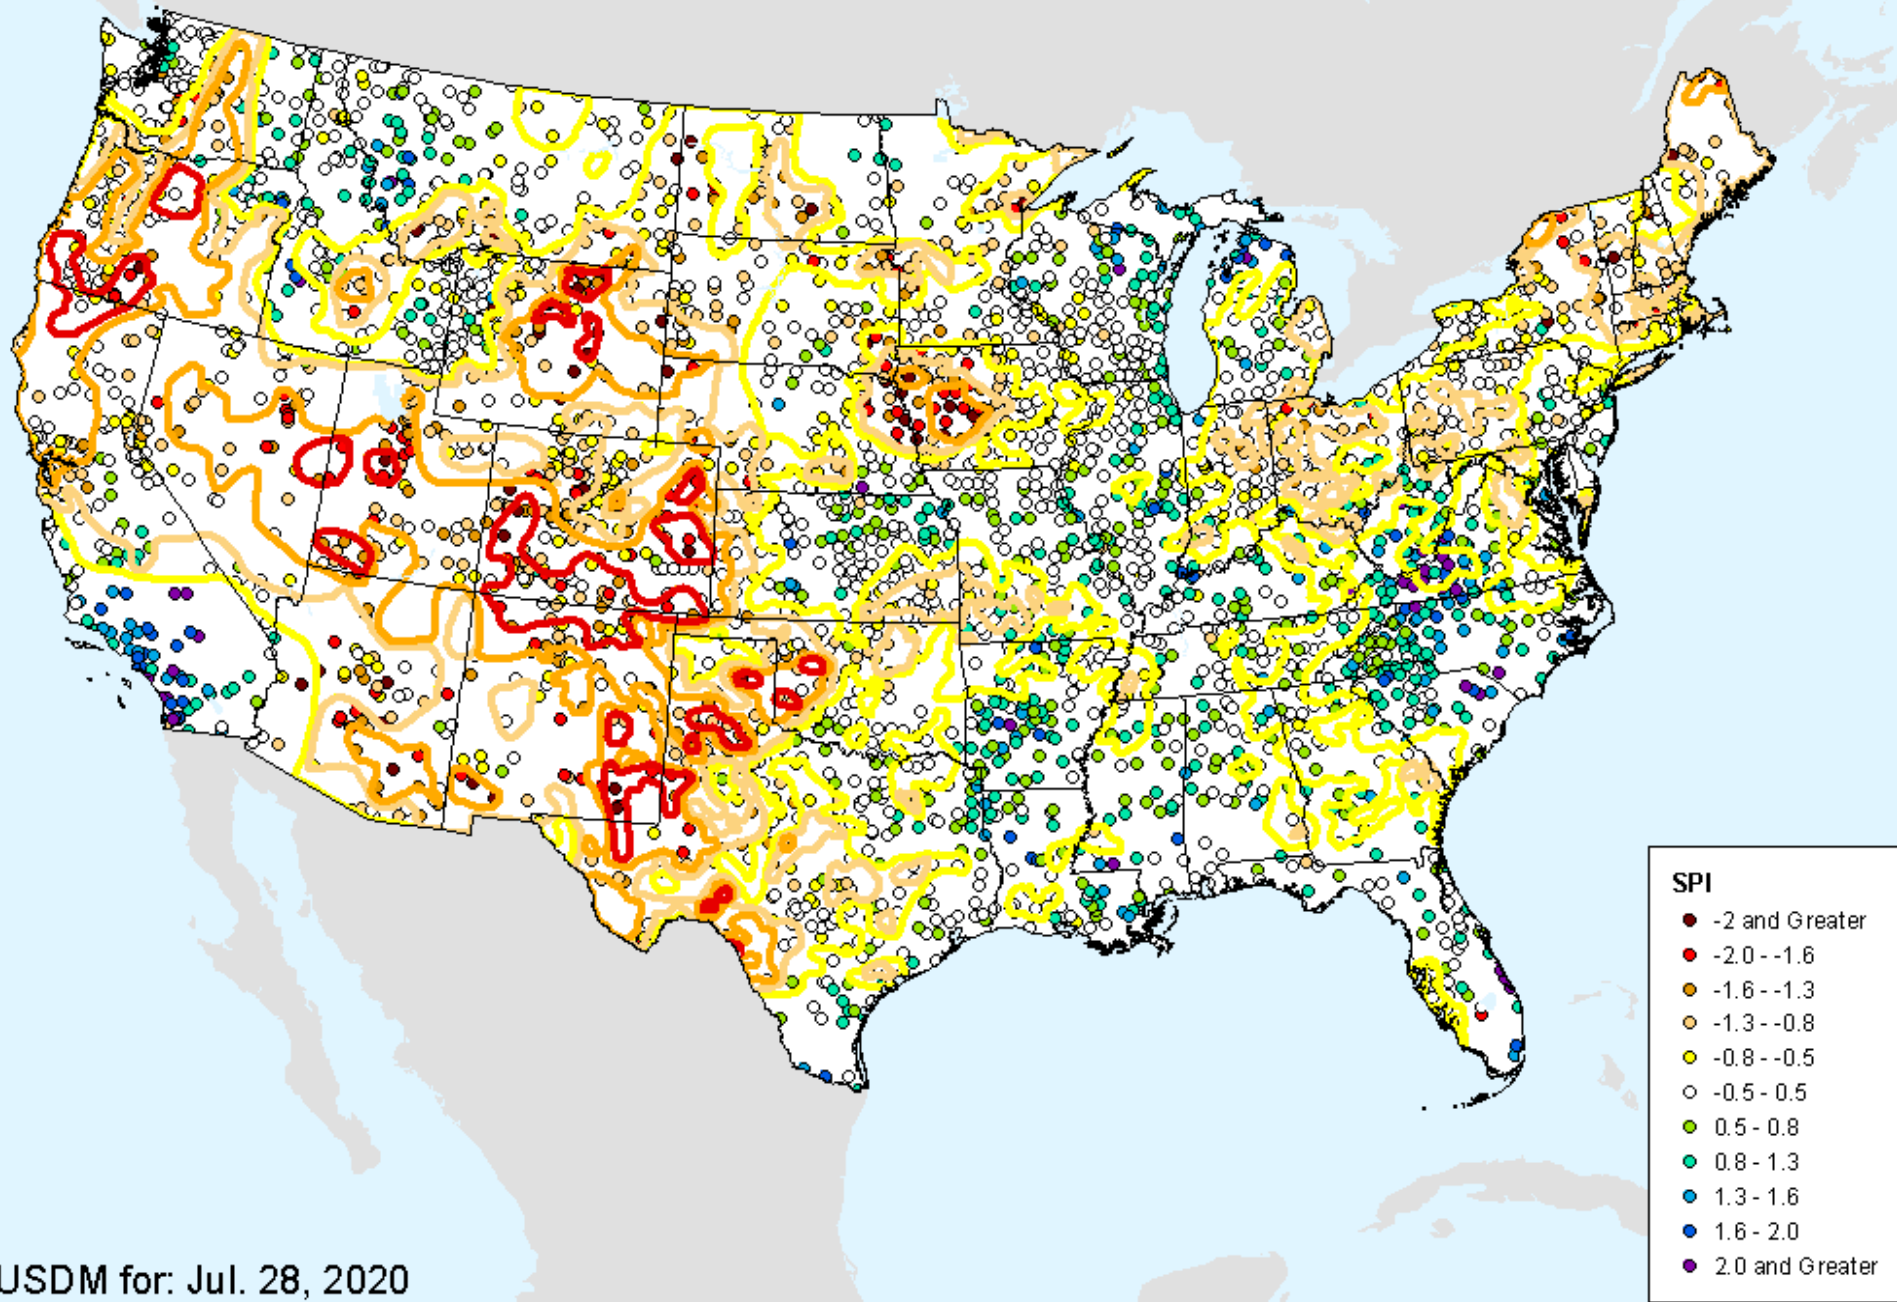 SPI
-2 and Greater
-2.0 - -1.6
-1.6 - -1.3
-1.3 - -0.8
-0.8 - -0.5
-0.5 - 0.5
0.5 - 0.8
0.8 - 1.3
1.3 - 1.6
1.6 - 2.0
2.0 and Greater
USDM for: Jul. 28, 2020